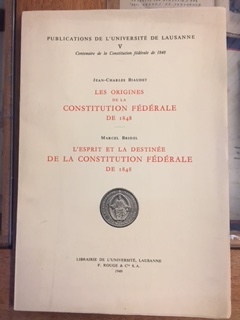 PUBLICATIONS DE L'UNIVERSITÉ DE LAUSANNE
V
Centenaire de la Constitution fédérale de 1848
JEAN-CHARLES BIAUDET
LES ORIGINES
DE LA
CONSTITUTION FÉDÉRALE
DE 1848
MARCEL BRIDEL
L'ESPRIT ET LA DESTINÉE
DE LA CONSTITUTION FÉDÉRALE
DE 1848
LIBRAIRIE DE L'UNIVERSITÉ, LAUSANNE
F. ROUGE & Cie S.A.
1949